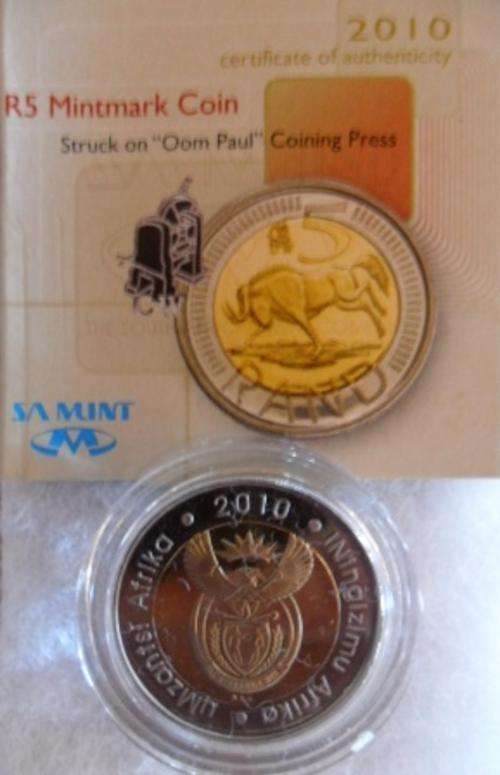 2010
certificate of authenticity
R5 Mintmark Coin
Struck on "Oom Paul" Coining Press
5
CW
RAND
SA MINT
2010
iNingizimu Afrika • uMzantsi Afrika